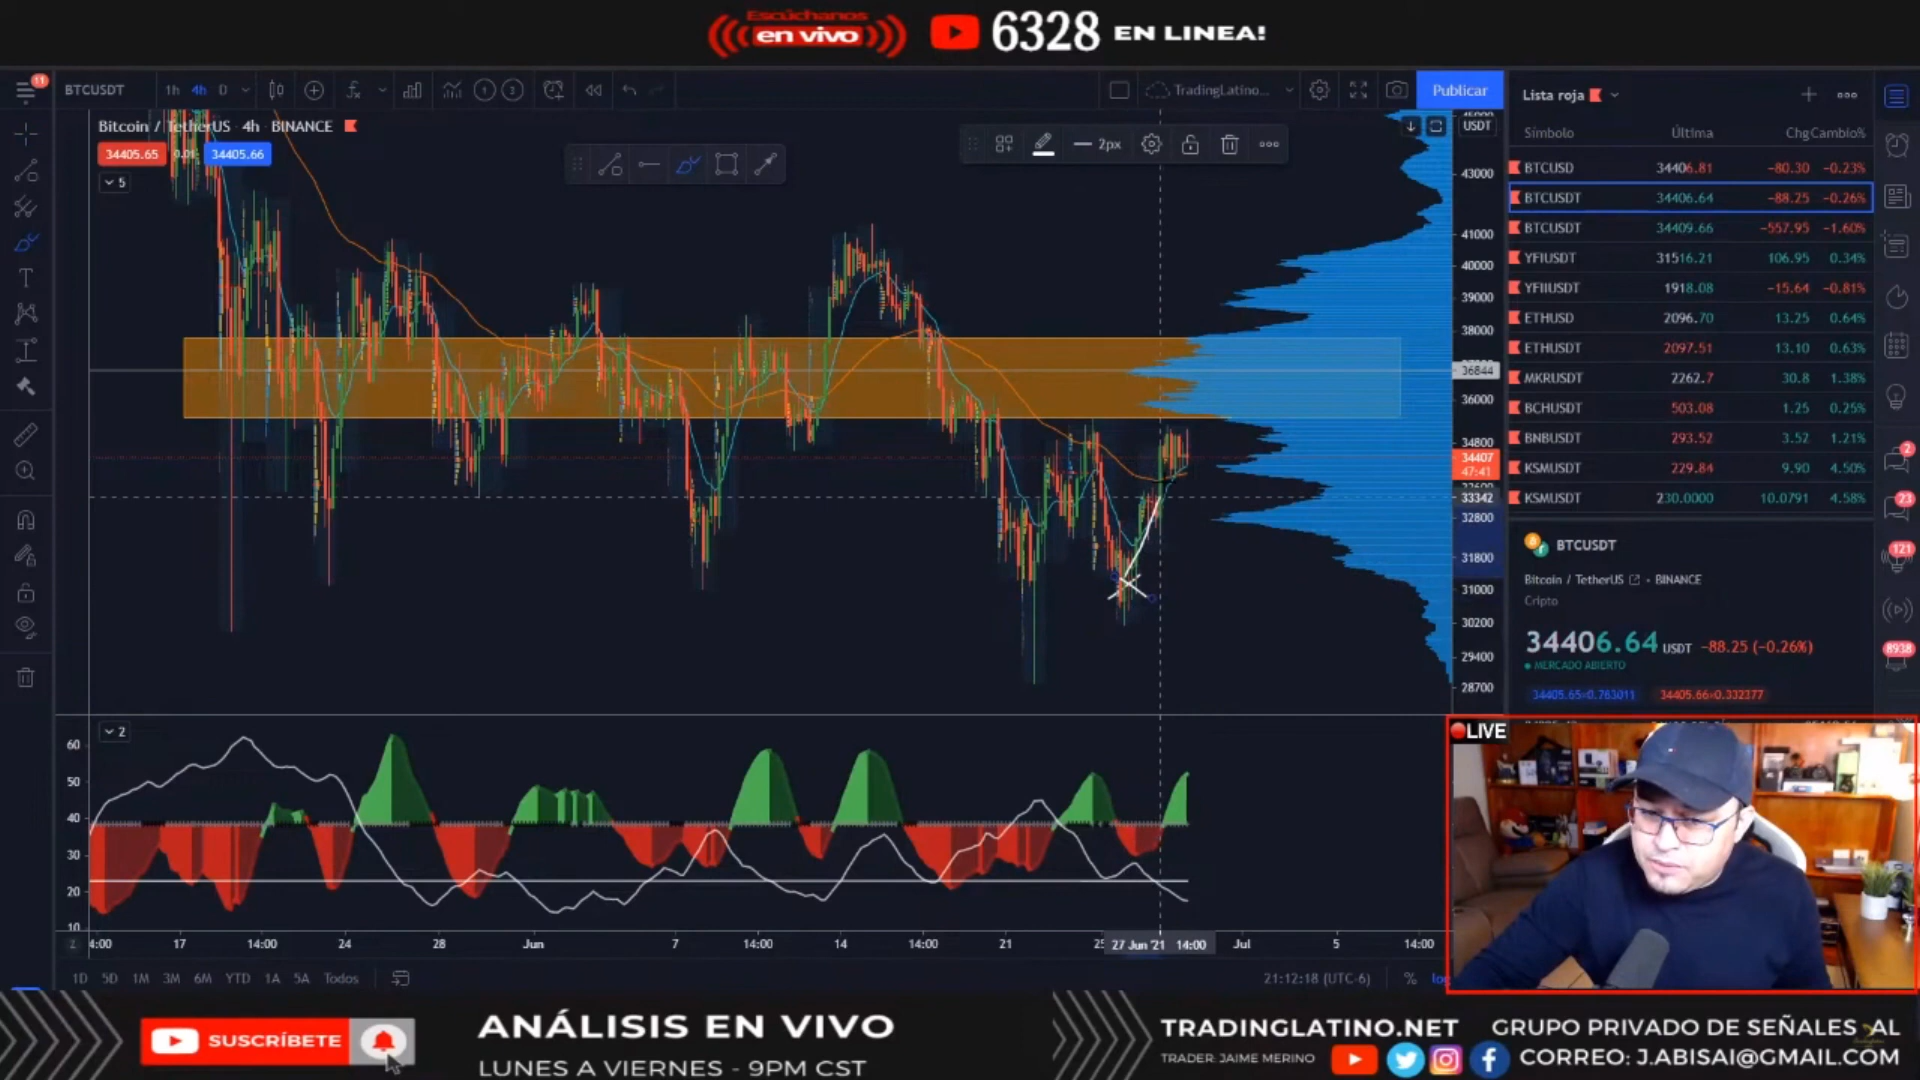 Escúchanos
en vivo
6328 EN LINEA!
11
BTCUSDT
1h 4h D
TradingLatino...
Publicar
Lista roja
Bitcoin / TetherUS 4h BINANCE
34405.65 0.01 34405.66
5
2px
USDT
Símbolo Última Chg Cambio%
BTCUSD 34406.81 −80.30 −0.23%
BTCUSDT 34406.64 −88.25 −0.26%
BTCUSDT 34409.66 −557.95 −1.60%
YFIUSDT 31516.21 106.95 0.34%
YFIIUSDT 1918.08 −15.64 −0.81%
ETHUSD 2096.70 13.25 0.64%
ETHUSDT 2097.51 13.10 0.63%
MKRUSDT 2262.7 30.8 1.38%
BCHUSDT 503.08 1.25 0.25%
BNBUSDT 293.52 3.52 1.21%
KSMUSDT 229.84 9.90 4.50%
KSMUSDT 230.0000 10.0791 4.58%
43000
41000
40000
39000
38000
36844
36000
34800
34407
47:41
33342
32800
31800
31000
30200
29400
28700
2
23
121
8938
BTCUSDT
Bitcoin / TetherUS • BINANCE
Cripto
34406.64 USDT −88.25 (−0.26%)
MERCADO ABIERTO
34405.65×0.763011 34405.66×0.332377
LIVE
2
60
50
40
30
20
10
17 14:00 24 28 Jun 7 14:00 14 14:00 21 27 Jun '21 14:00 Jul 5 14:00
1D 5D 1M 3M 6M YTD 1A 5A Todos
21:12:18 (UTC-6) %
SUSCRÍBETE
ANÁLISIS EN VIVO
LUNES A VIERNES - 9PM CST
TRADINGLATINO.NET
TRADER: JAIME MERINO
GRUPO PRIVADO DE SEÑALES AL
CORREO: J.ABISAI@GMAIL.COM